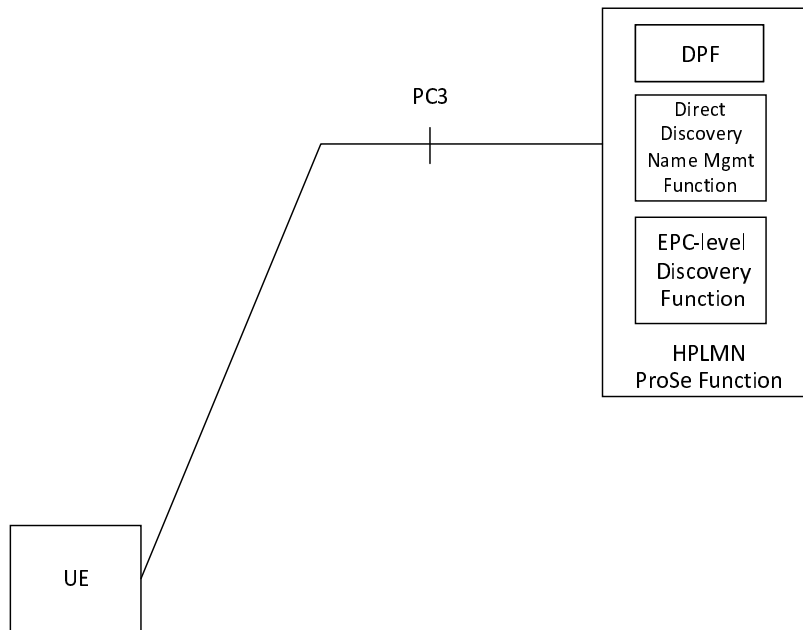 DPF
PC3
Direct
Discovery
Name Mgmt
Function
EPC-level
Discovery
Function
HPLMN
ProSe Function
UE